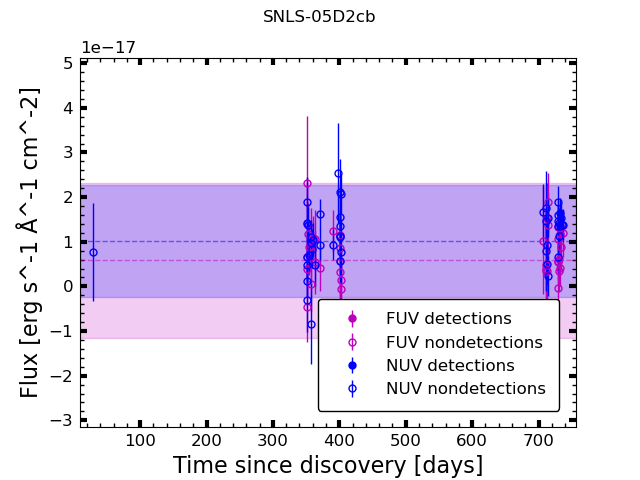 SNLS-05D2cb
1e−17
Flux [erg s^-1 Å^-1 cm^-2]
5
4
3
2
1
0
−1
−2
−3
FUV detections
FUV nondetections
NUV detections
NUV nondetections
100 200 300 400 500 600 700
Time since discovery [days]